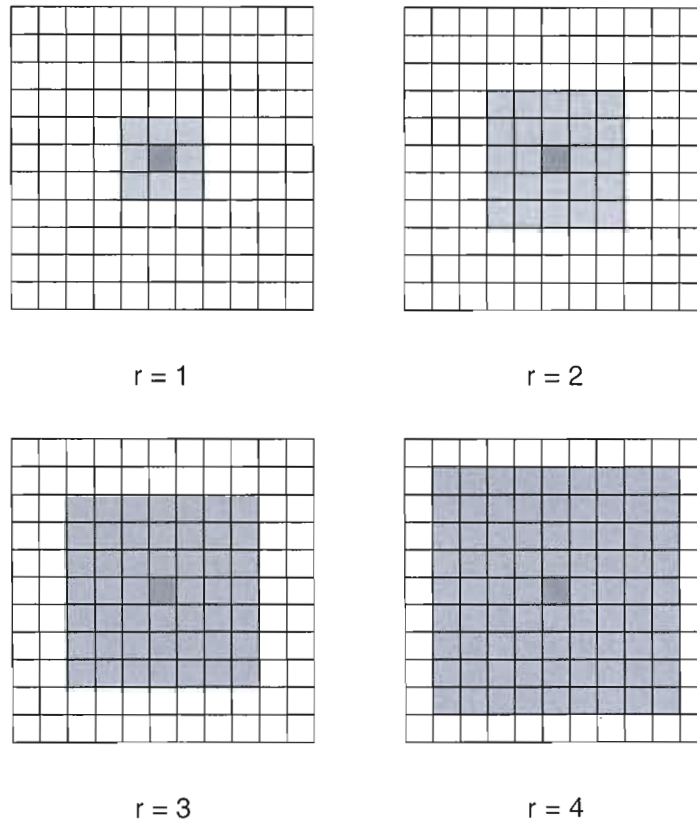 r = 1
r = 2
r = 3
r = 4